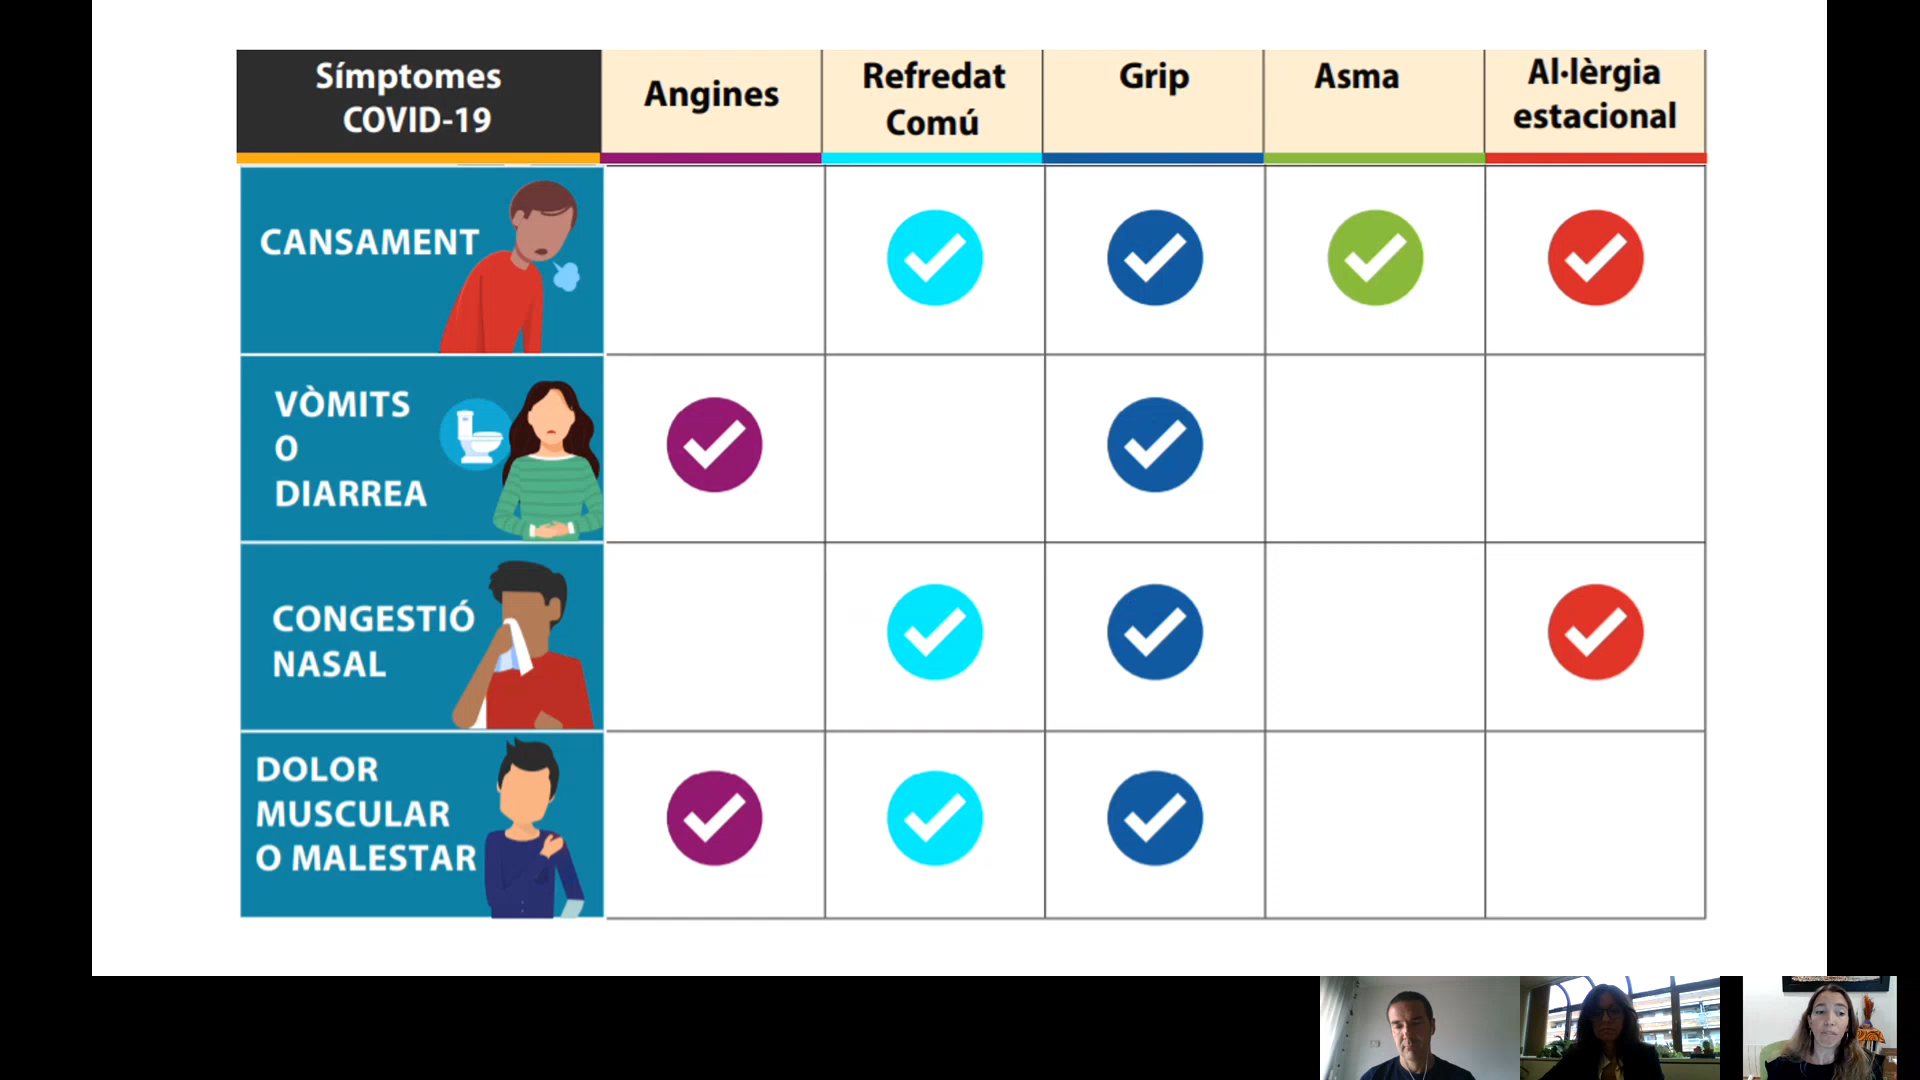 Símptomes
COVID-19
Angines
Refredat
Comú
Grip
Asma
Al·lèrgia
estacional
CANSAMENT
VÒMITS
O
DIARREA
CONGESTIÓ
NASAL
DOLOR
MUSCULAR
O MALESTAR